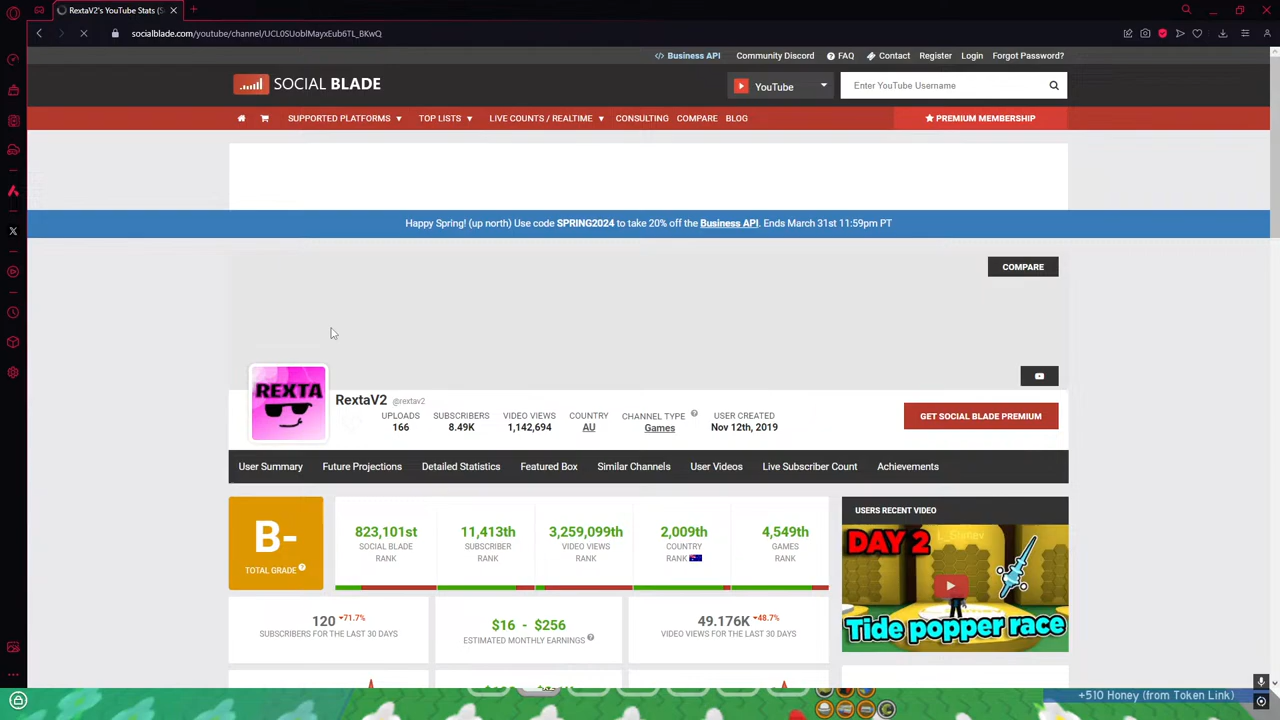 RextaV2's YouTube Stats (S
socialblade.com/youtube/channel/UCL0SUoblMayxEub6TL_BKwQ
</> Business API Community Discord FAQ Contact Register Login Forgot Password?
SOCIAL BLADE
YouTube
Enter YouTube Username
SUPPORTED PLATFORMS TOP LISTS LIVE COUNTS / REALTIME CONSULTING COMPARE BLOG
PREMIUM MEMBERSHIP
Happy Spring! (up north) Use code SPRING2024 to take 20% off the Business API. Ends March 31st 11:59pm PT
COMPARE
REXTA
RextaV2 @rextav2
UPLOADS SUBSCRIBERS VIDEO VIEWS COUNTRY CHANNEL TYPE USER CREATED
166 8.49K 1,142,694 AU Games Nov 12th, 2019
GET SOCIAL BLADE PREMIUM
User Summary Future Projections Detailed Statistics Featured Box Similar Channels User Videos Live Subscriber Count Achievements
B-
TOTAL GRADE
823,101st 11,413th 3,259,099th 2,009th 4,549th
SOCIAL BLADE SUBSCRIBER VIDEO VIEWS COUNTRY GAMES
RANK RANK RANK RANK RANK
120 -71.7%
SUBSCRIBERS FOR THE LAST 30 DAYS
$16 - $256
ESTIMATED MONTHLY EARNINGS
49.176K -48.7%
VIDEO VIEWS FOR THE LAST 30 DAYS
USERS RECENT VIDEO
DAY 2
Tide popper race
+510 Honey (from Token Link)